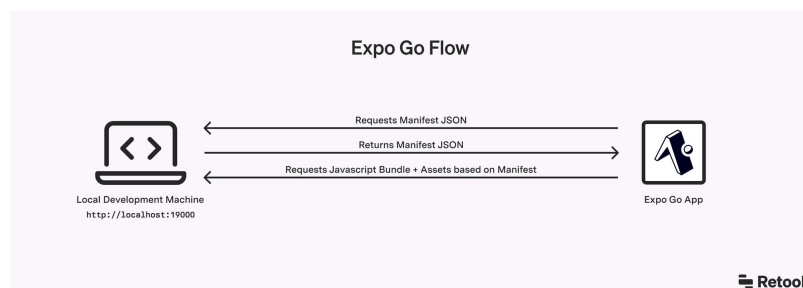 Expo Go Flow
Requests Manifest JSON
Returns Manifest JSON
Requests Javascript Bundle + Assets based on Manifest
Local Development Machine
http://localhost:19000
Expo Go App
Retool